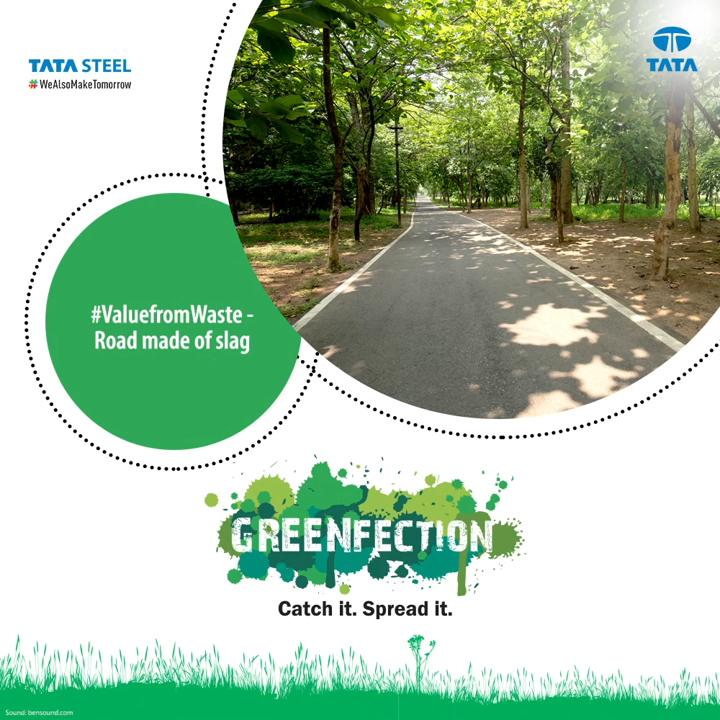 TATA STEEL
#WeAlsoMakeTomorrow
TATA
#ValuefromWaste -
Road made of slag
GREENFECTION
Catch it. Spread it.
Sound: bensound.com